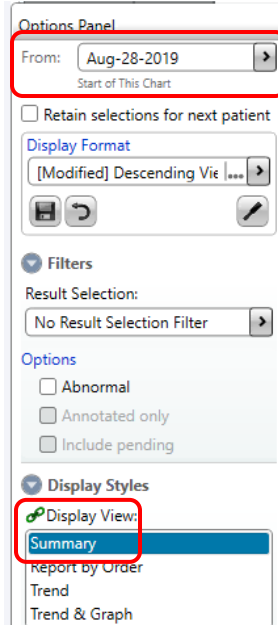 Options Panel
From: Aug-28-2019
Start of This Chart
Retain selections for next patient
Display Format
[Modified] Descending Vie ...
Filters
Result Selection:
No Result Selection Filter
Options
Abnormal
Annotated only
Include pending
Display Styles
Display View:
Summary
Report by Order
Trend
Trend & Graph